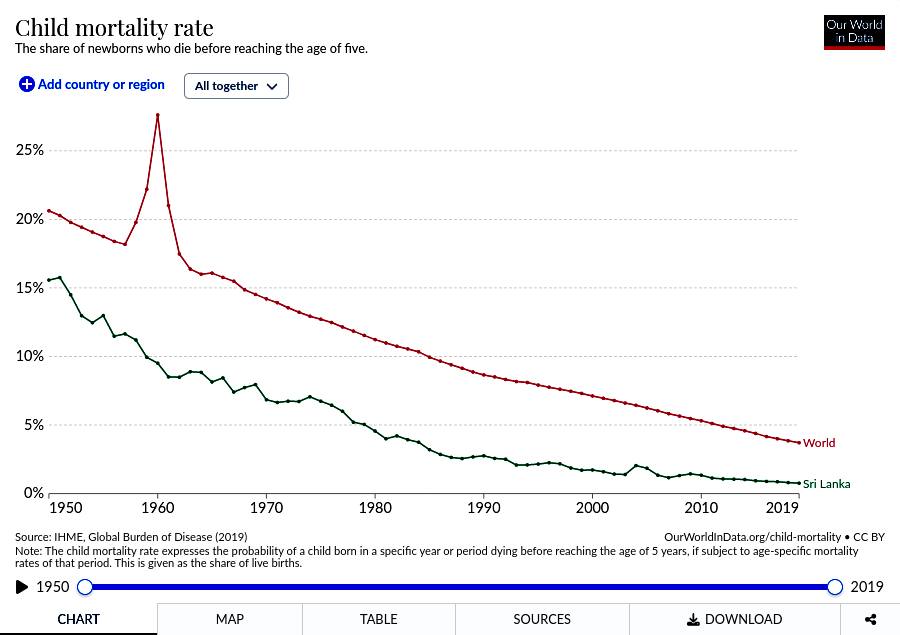 Child mortality rate
The share of newborns who die before reaching the age of five.
Our World
in Data
Add country or region
All together
25%
20%
15%
10%
5%
0%
World
Sri Lanka
1950 1960 1970 1980 1990 2000 2010 2019
Source: IHME, Global Burden of Disease (2019)
OurWorldInData.org/child-mortality • CC BY
Note: The child mortality rate expresses the probability of a child born in a specific year or period dying before reaching the age of 5 years, if subject to age-specific mortality
rates of that period. This is given as the share of live births.
1950 2019
CHART MAP TABLE SOURCES DOWNLOAD